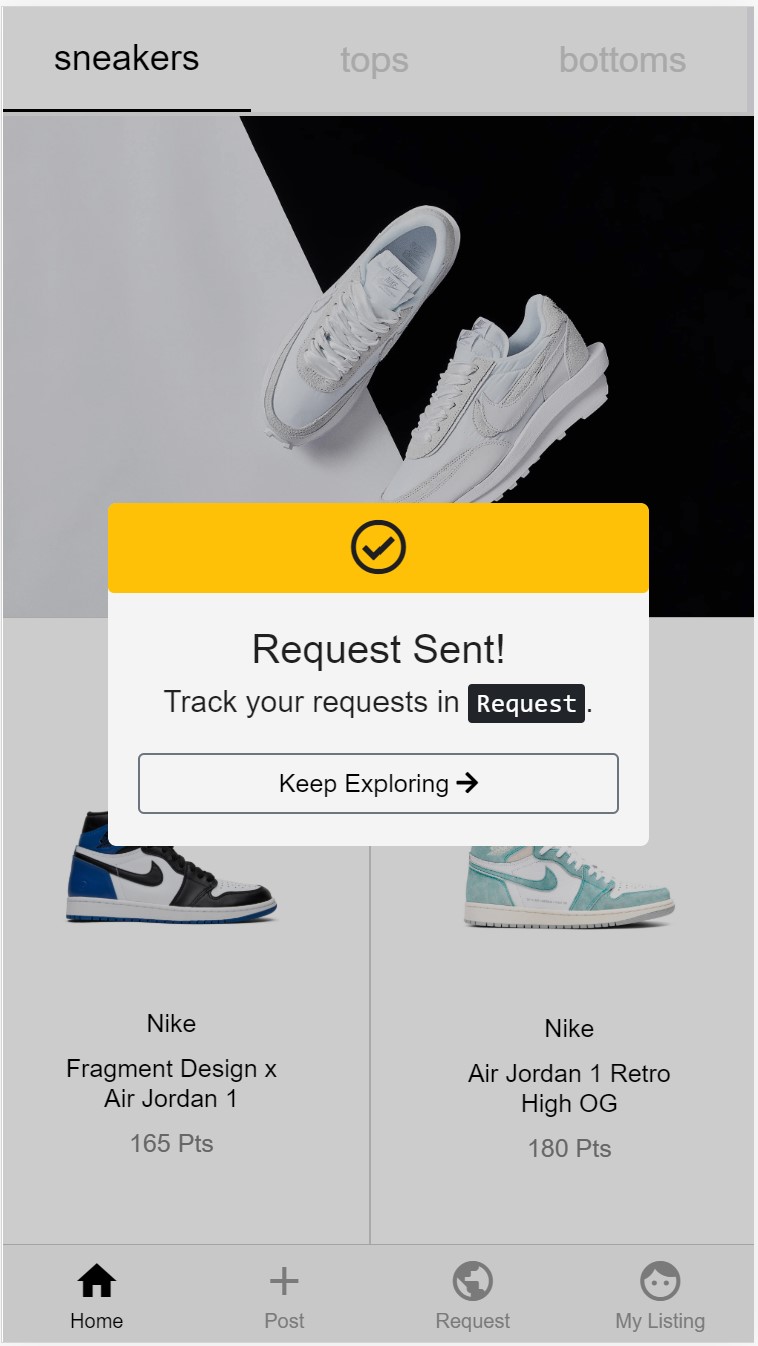 sneakers
tops
bottoms
Request Sent!
Track your requests in Request.
Keep Exploring
Nike
Fragment Design x
Air Jordan 1
165 Pts
Nike
Air Jordan 1 Retro
High OG
180 Pts
Home
Post
Request
My Listing